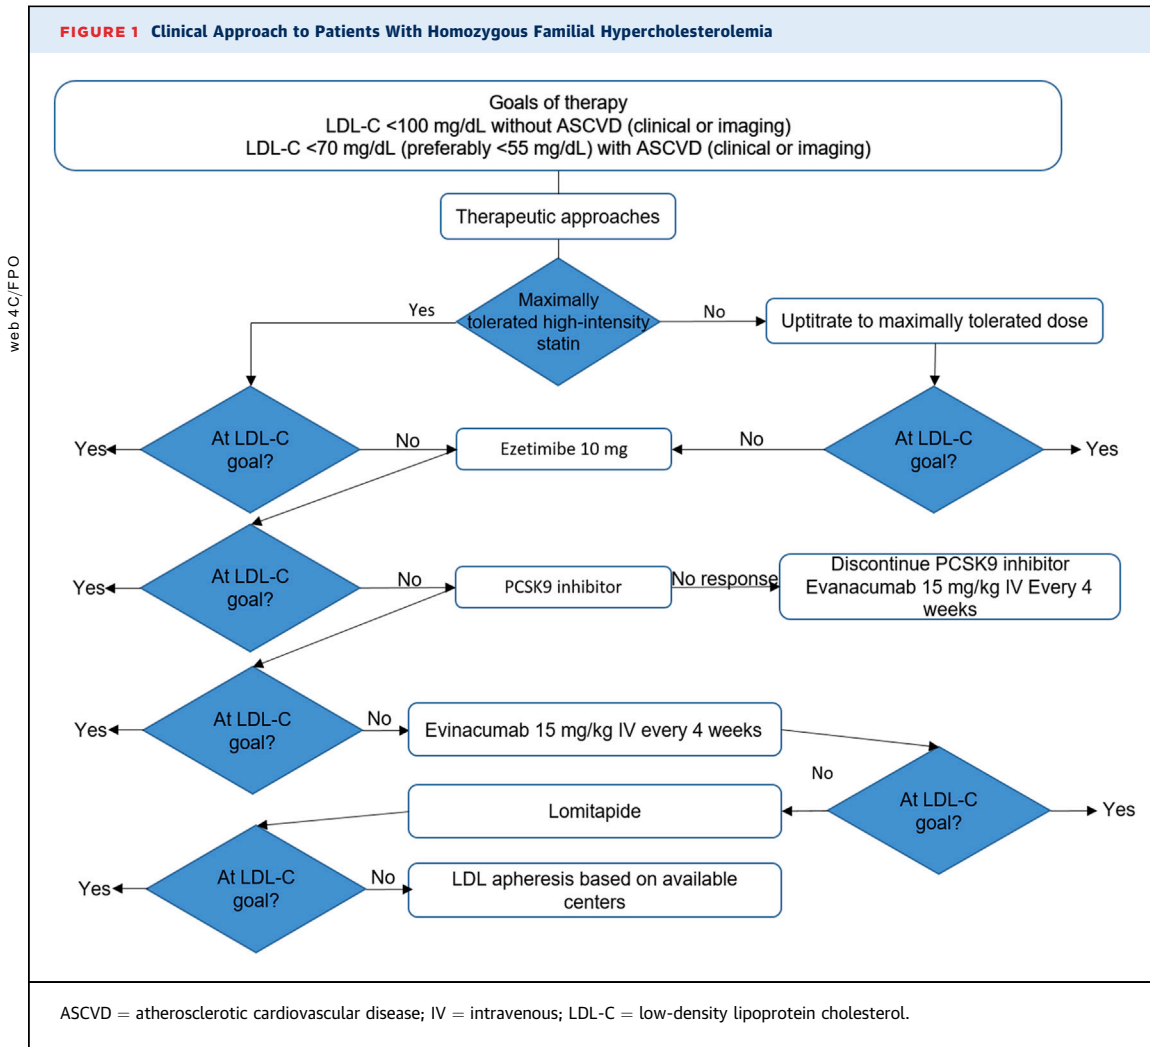 FIGURE 1 Clinical Approach to Patients With Homozygous Familial Hypercholesterolemia
web 4C/FPO
Goals of therapy
LDL-C <100 mg/dL without ASCVD (clinical or imaging)
LDL-C <70 mg/dL (preferably <55 mg/dL) with ASCVD (clinical or imaging)
Therapeutic approaches
Maximally
tolerated high-intensity
statin
Yes
No
Uptitrate to maximally tolerated dose
Yes
At LDL-C
goal?
No
Ezetimibe 10 mg
No
At LDL-C
goal?
Yes
Yes
At LDL-C
goal?
No
PCSK9 inhibitor
No response
Discontinue PCSK9 inhibitor
Evanacumab 15 mg/kg IV Every 4
weeks
Yes
At LDL-C
goal?
No
Evinacumab 15 mg/kg IV every 4 weeks
No
At LDL-C
goal?
Yes
Lomitapide
Yes
At LDL-C
goal?
No
LDL apheresis based on available
centers
ASCVD = atherosclerotic cardiovascular disease; IV = intravenous; LDL-C = low-density lipoprotein cholesterol.